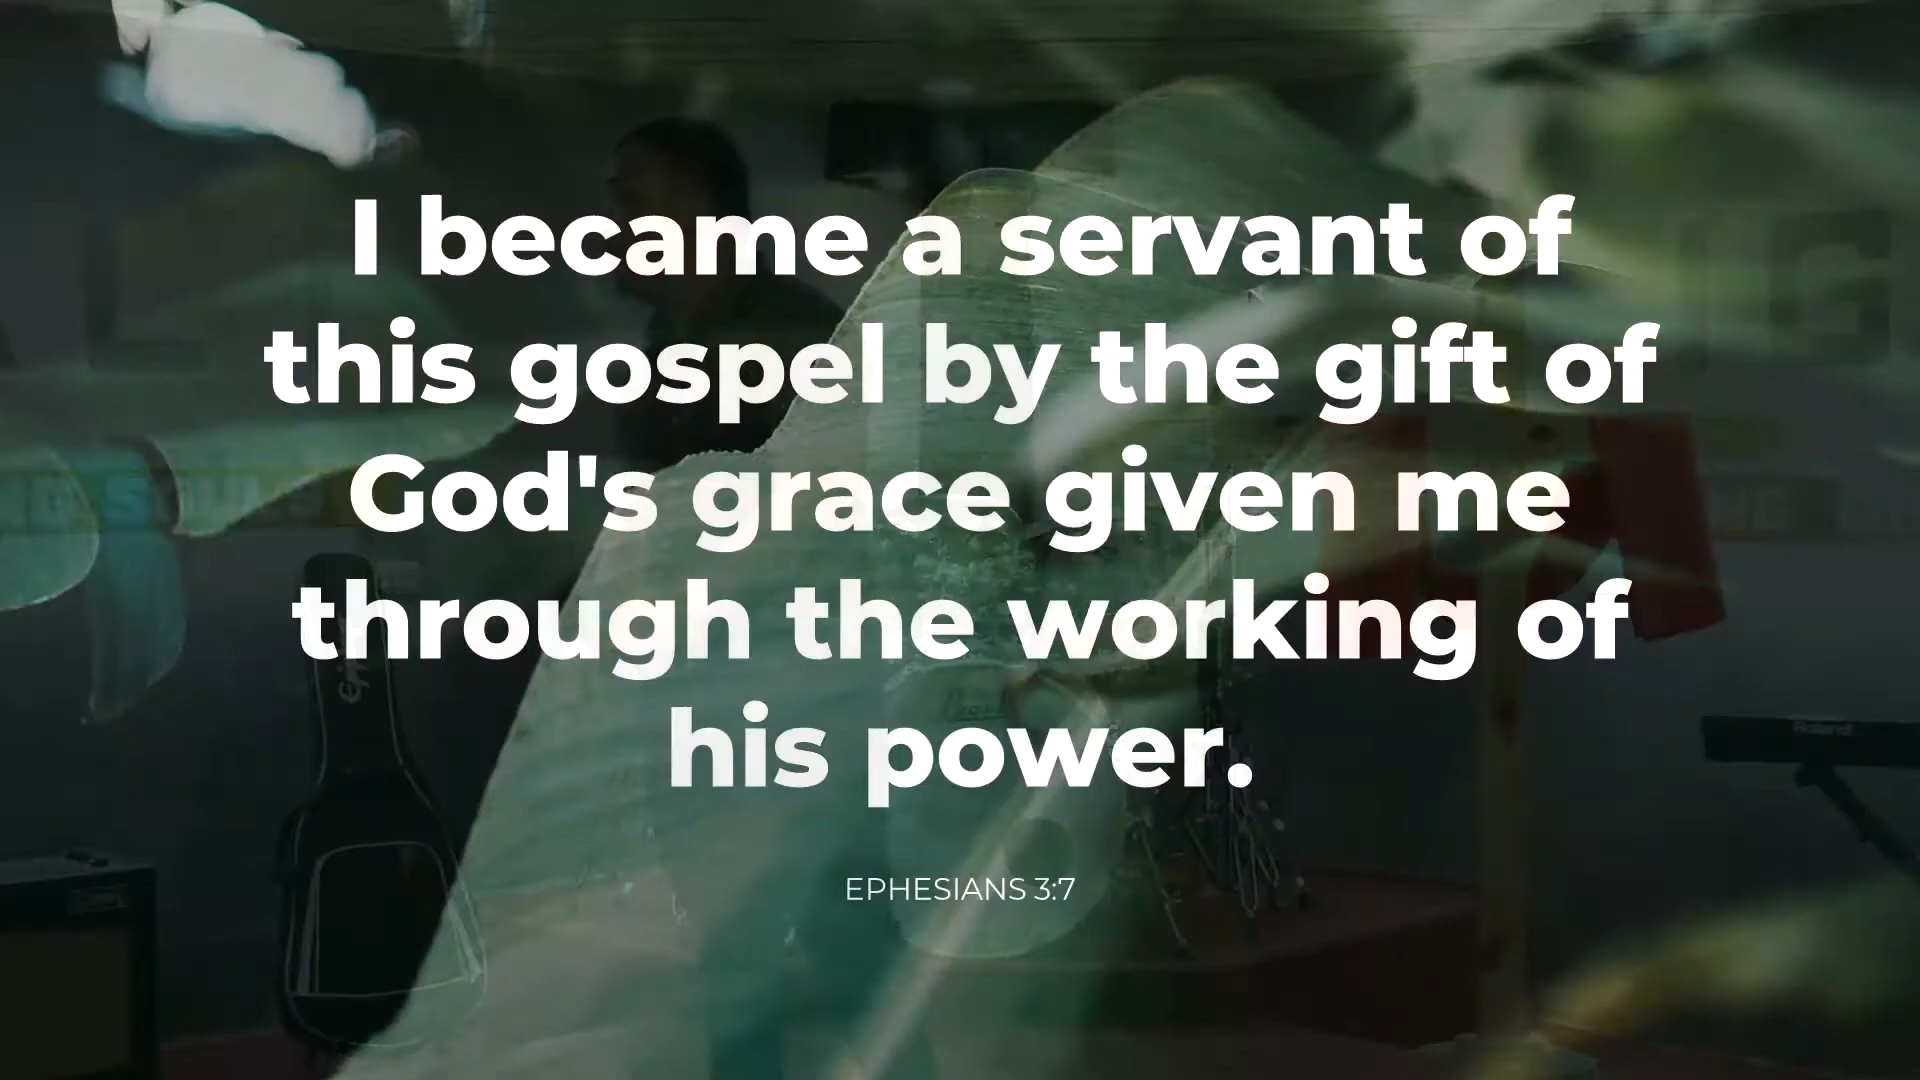 I became a servant of
this gospel by the gift of
God's grace given me
through the working of
his power.
EPHESIANS 3:7
Roland